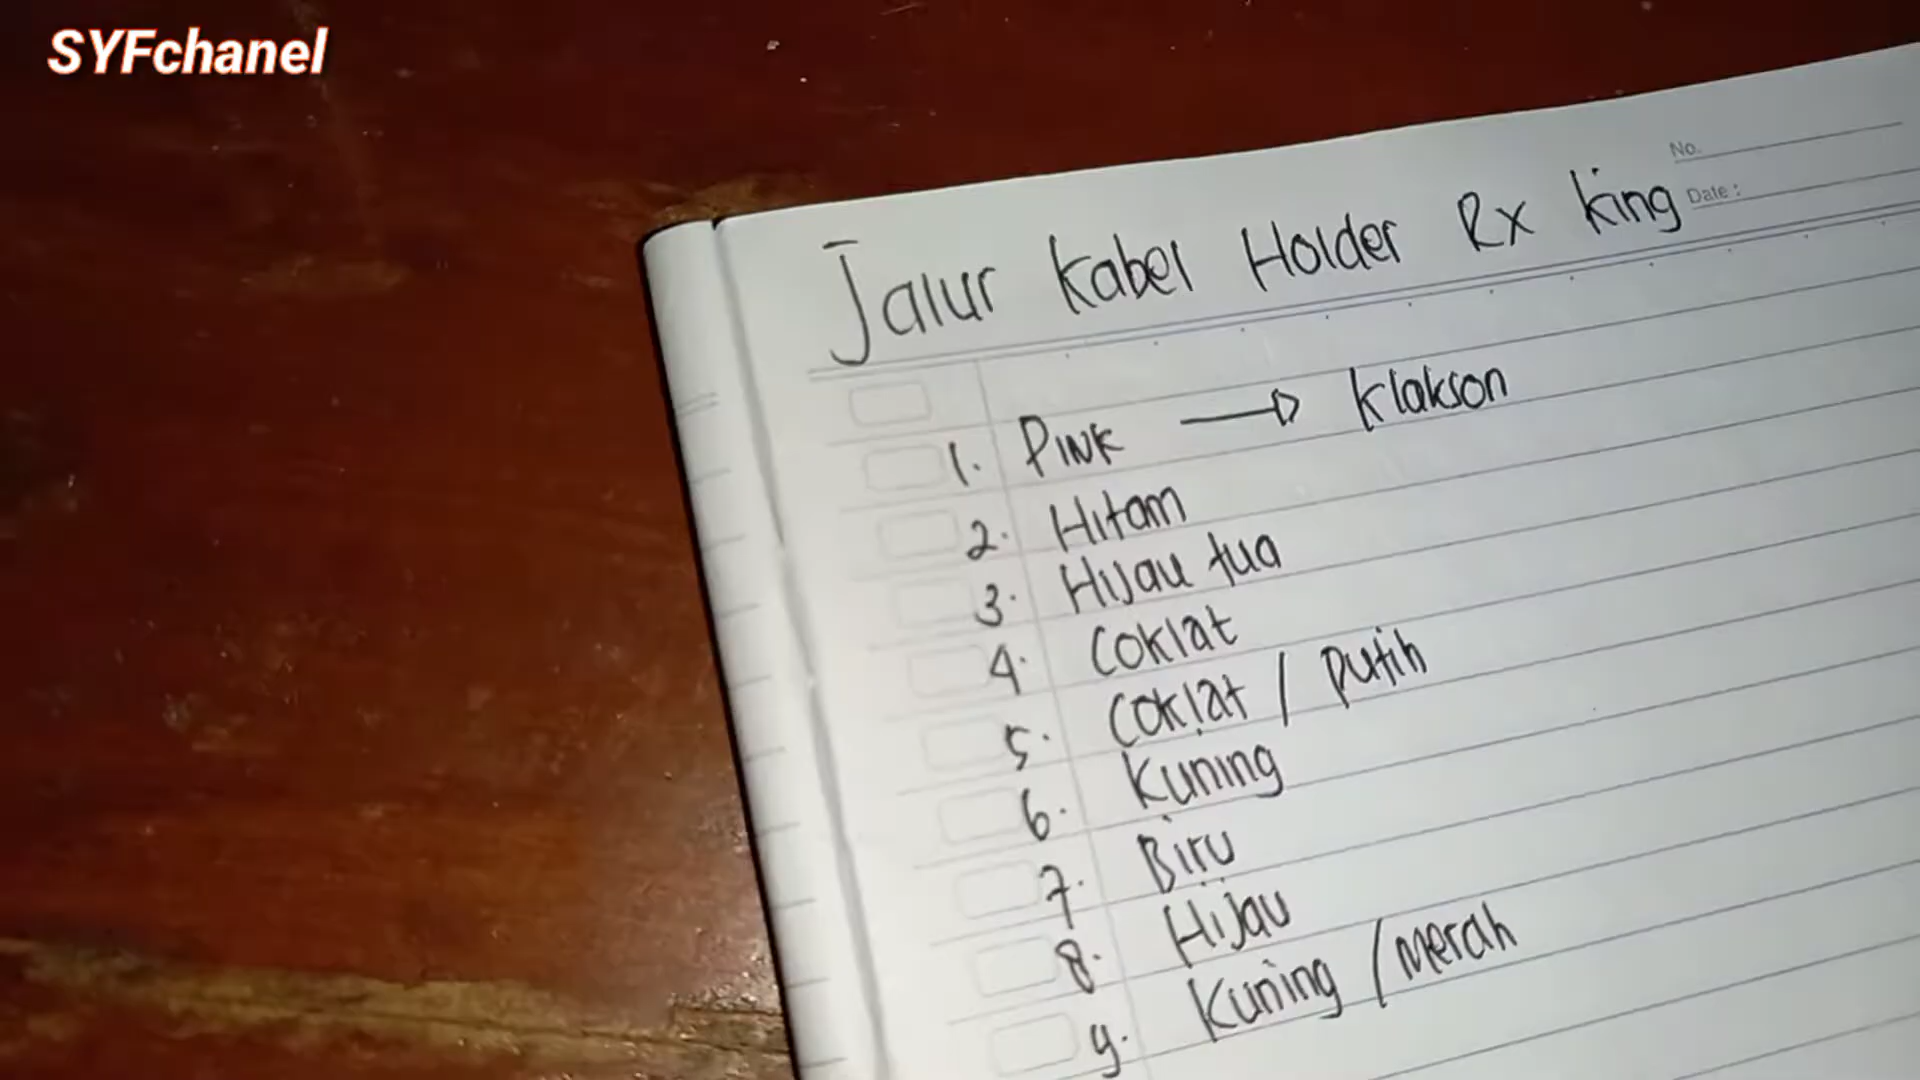 SYFchanel
No.
Date :
Jalur Kabel Holder Rx King
1. Pink → Klakson
2. Hitam
3. Hijau tua
4. Coklat
5. Coklat / putih
6. Kuning
7. Biru
8. Hijau
9. Kuning / Merah